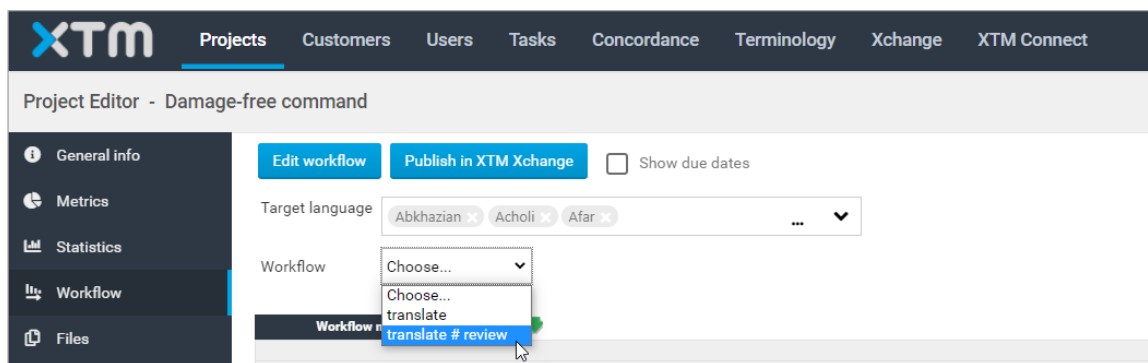 XTM Projects Customers Users Tasks Concordance Terminology Xchange XTM Connect
Project Editor - Damage-free command
General info
Metrics
Statistics
Workflow
Files
Edit workflow Publish in XTM Xchange Show due dates
Target language Abkhazian Acholi Afar ...
Workflow Choose...
Choose...
translate
translate # review
Workflow